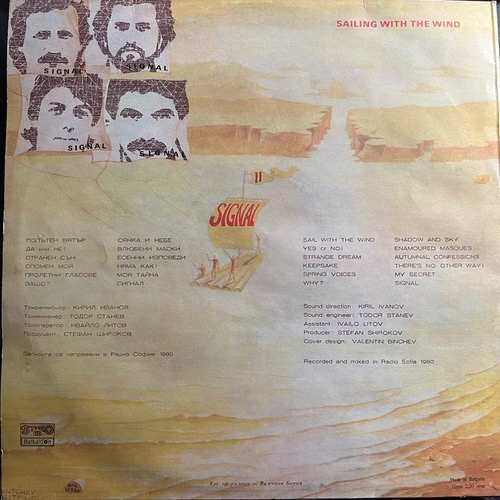 SAILING WITH THE WIND
SIGNAL
SIGNAL
SIGNAL
SIGNAL
II
SIGNAL
ПОПЪТЕН ВЯТЪР
ДА или НЕ!
СТРАНЕН СЪН
СПОМЕН МОЙ
ПРОЛЕТНИ ГЛАСОВЕ
ЗАЩО?
СЯНКА И НЕБЕ
ВЛЮБЕНИ МАСКИ
ЕСЕННИ ИЗПОВЕДИ
НЯМА КАК!
МОЯ ТАЙНА
СИГНАЛ
SAIL WITH THE WIND
YES or NO!
STRANGE DREAM
KEEPSAKE
SPRING VOICES
WHY?
SHADOW AND SKY
ENAMOURED MASQUES
AUTUMNAL CONFESSIONS
THERE'S NO OTHER WAY!
MY SECRET
SIGNAL
Тонрежисьор: КИРИЛ ИВАНОВ
Тонинженер: ТОДОР СТАНЕВ
Тоноператор: ИВАЙЛО ЛИТОВ
Продуцент: СТЕФАН ШИРОКОВ
Записите са направени в Радио София 1980
Sound direction: KIRIL IVANOV
Sound engineer: TODOR STANEV
Assistant: IVAILO LITOV
Producer: STEFAN SHIROKOV
Cover design: VALENTIN BINCHEV
Recorded and mixed in Radio Sofia 1980
STEREO
Balkanton
Made in Bulgaria